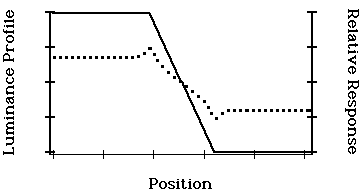 Luminance Profile
Relative Response
Position